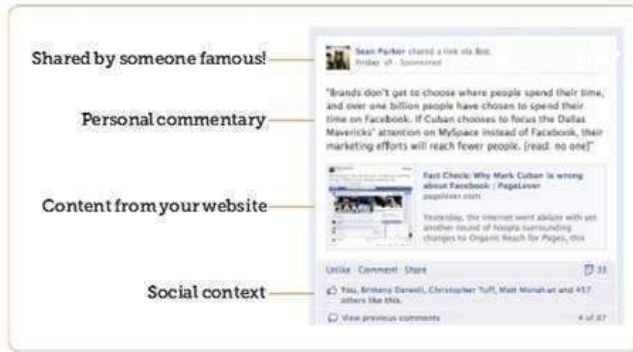 Shared by someone famous!
Sean Parker shared a link via Box.
Friday · Sponsored
Personal commentary
"Brands don't get to choose where people spend their time,
and over one billion people have chosen to spend their
time on Facebook. If Cuban chooses to focus the Dallas
Mavericks' attention on MySpace instead of Facebook, their
marketing efforts will reach fewer people. [read: no one]"
Content from your website
Fact Check: Why Mark Cuban is wrong
about Facebook | PageLever
pagelever.com
Yesterday, the internet went ablaze with yet
another round of hoopla surrounding
changes to Organic Reach for Pages, this
Unlike · Comment · Share
33
Social context
You, Brittany Darwell, Christopher Tuff, Matt Monahan and 457
others like this.
View previous comments
4 of 87